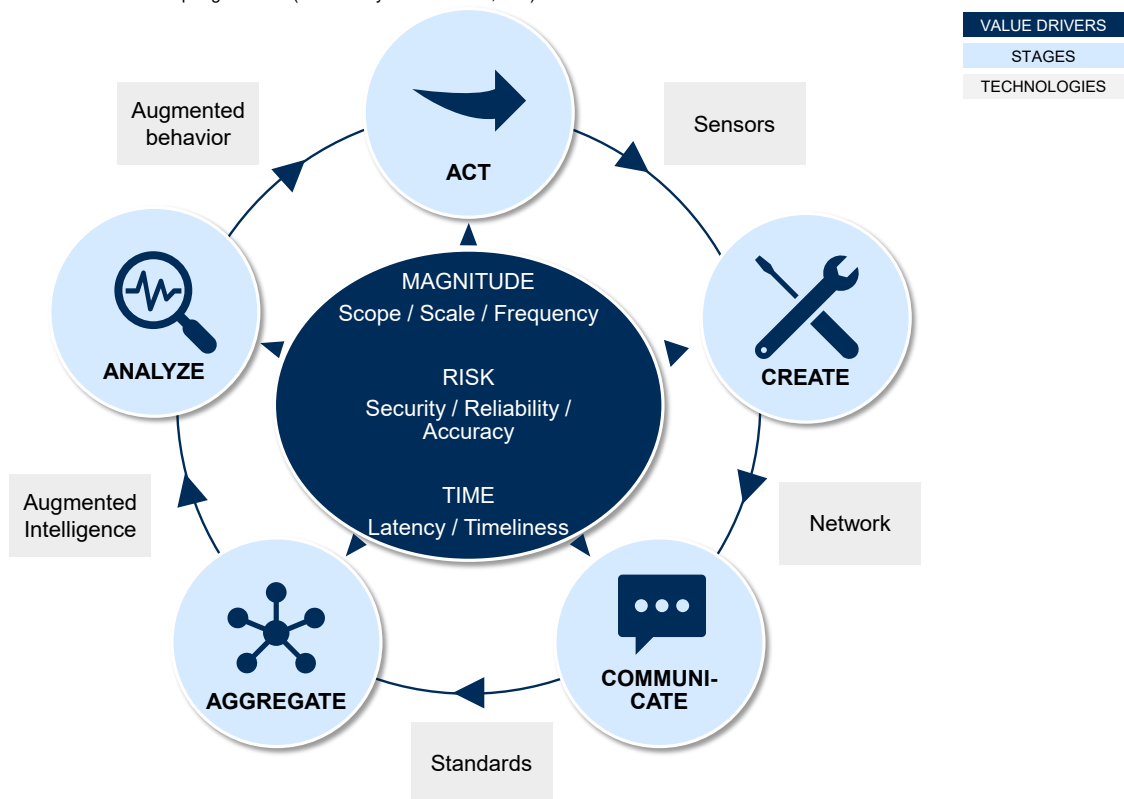 VALUE DRIVERS
STAGES
TECHNOLOGIES
Augmented
behavior
ACT
Sensors
ANALYZE
MAGNITUDE
Scope / Scale / Frequency
RISK
Security / Reliability /
Accuracy
TIME
Latency / Timeliness
CREATE
Augmented
Intelligence
Network
AGGREGATE
COMMUNI-
CATE
Standards